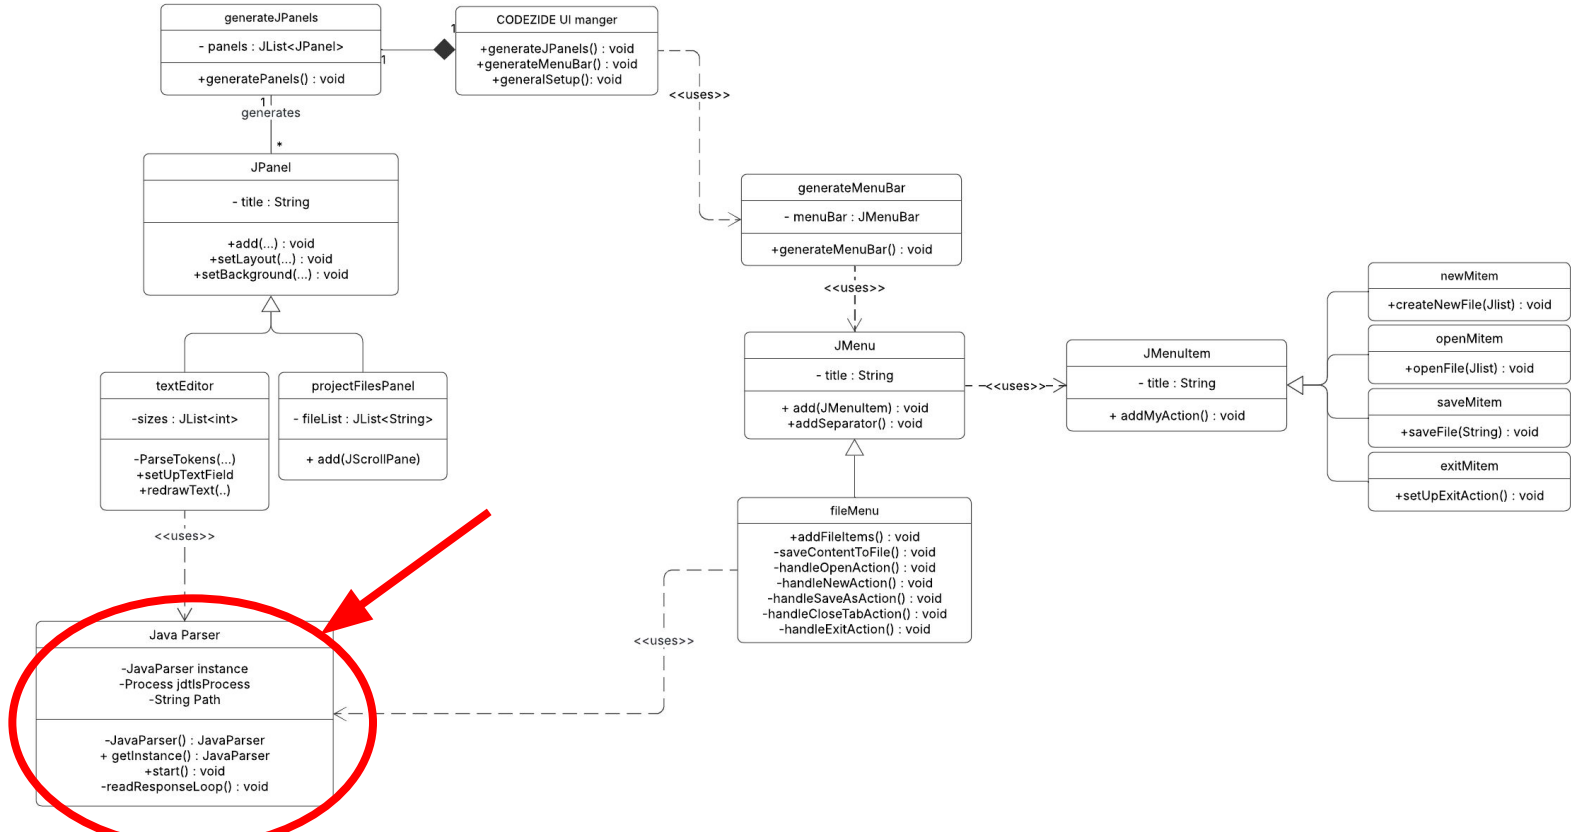 generateJPanels
- panels : JList<JPanel>
+generatePanels() : void
1
1
CODEZIDE UI manger
+generateJPanels() : void
+generateMenuBar() : void
+generalSetup(): void
<<uses>>
1
generates
*
JPanel
- title : String
+add(...) : void
+setLayout(...) : void
+setBackground(...) : void
generateMenuBar
- menuBar : JMenuBar
+generateMenuBar() : void
<<uses>>
JMenu
- title : String
+ add(JMenuItem) : void
+addSeparator() : void
<<uses>>
JMenuItem
- title : String
+ addMyAction() : void
newMitem
+createNewFile(Jlist) : void
openMitem
+openFile(Jlist) : void
saveMitem
+saveFile(String) : void
exitMitem
+setUpExitAction() : void
textEditor
-sizes : JList<int>
-ParseTokens(...)
+setUpTextField
+redrawText(..)
projectFilesPanel
- fileList : JList<String>
+ add(JScrollPane)
<<uses>>
fileMenu
+addFileItems() : void
-saveContentToFile() : void
-handleOpenAction() : void
-handleNewAction() : void
-handleSaveAsAction() : void
-handleCloseTabAction() : void
-handleExitAction() : void
<<uses>>
Java Parser
-JavaParser instance
-Process jdtlsProcess
-String Path
-JavaParser() : JavaParser
+ getInstance() : JavaParser
+start() : void
-readResponseLoop() : void